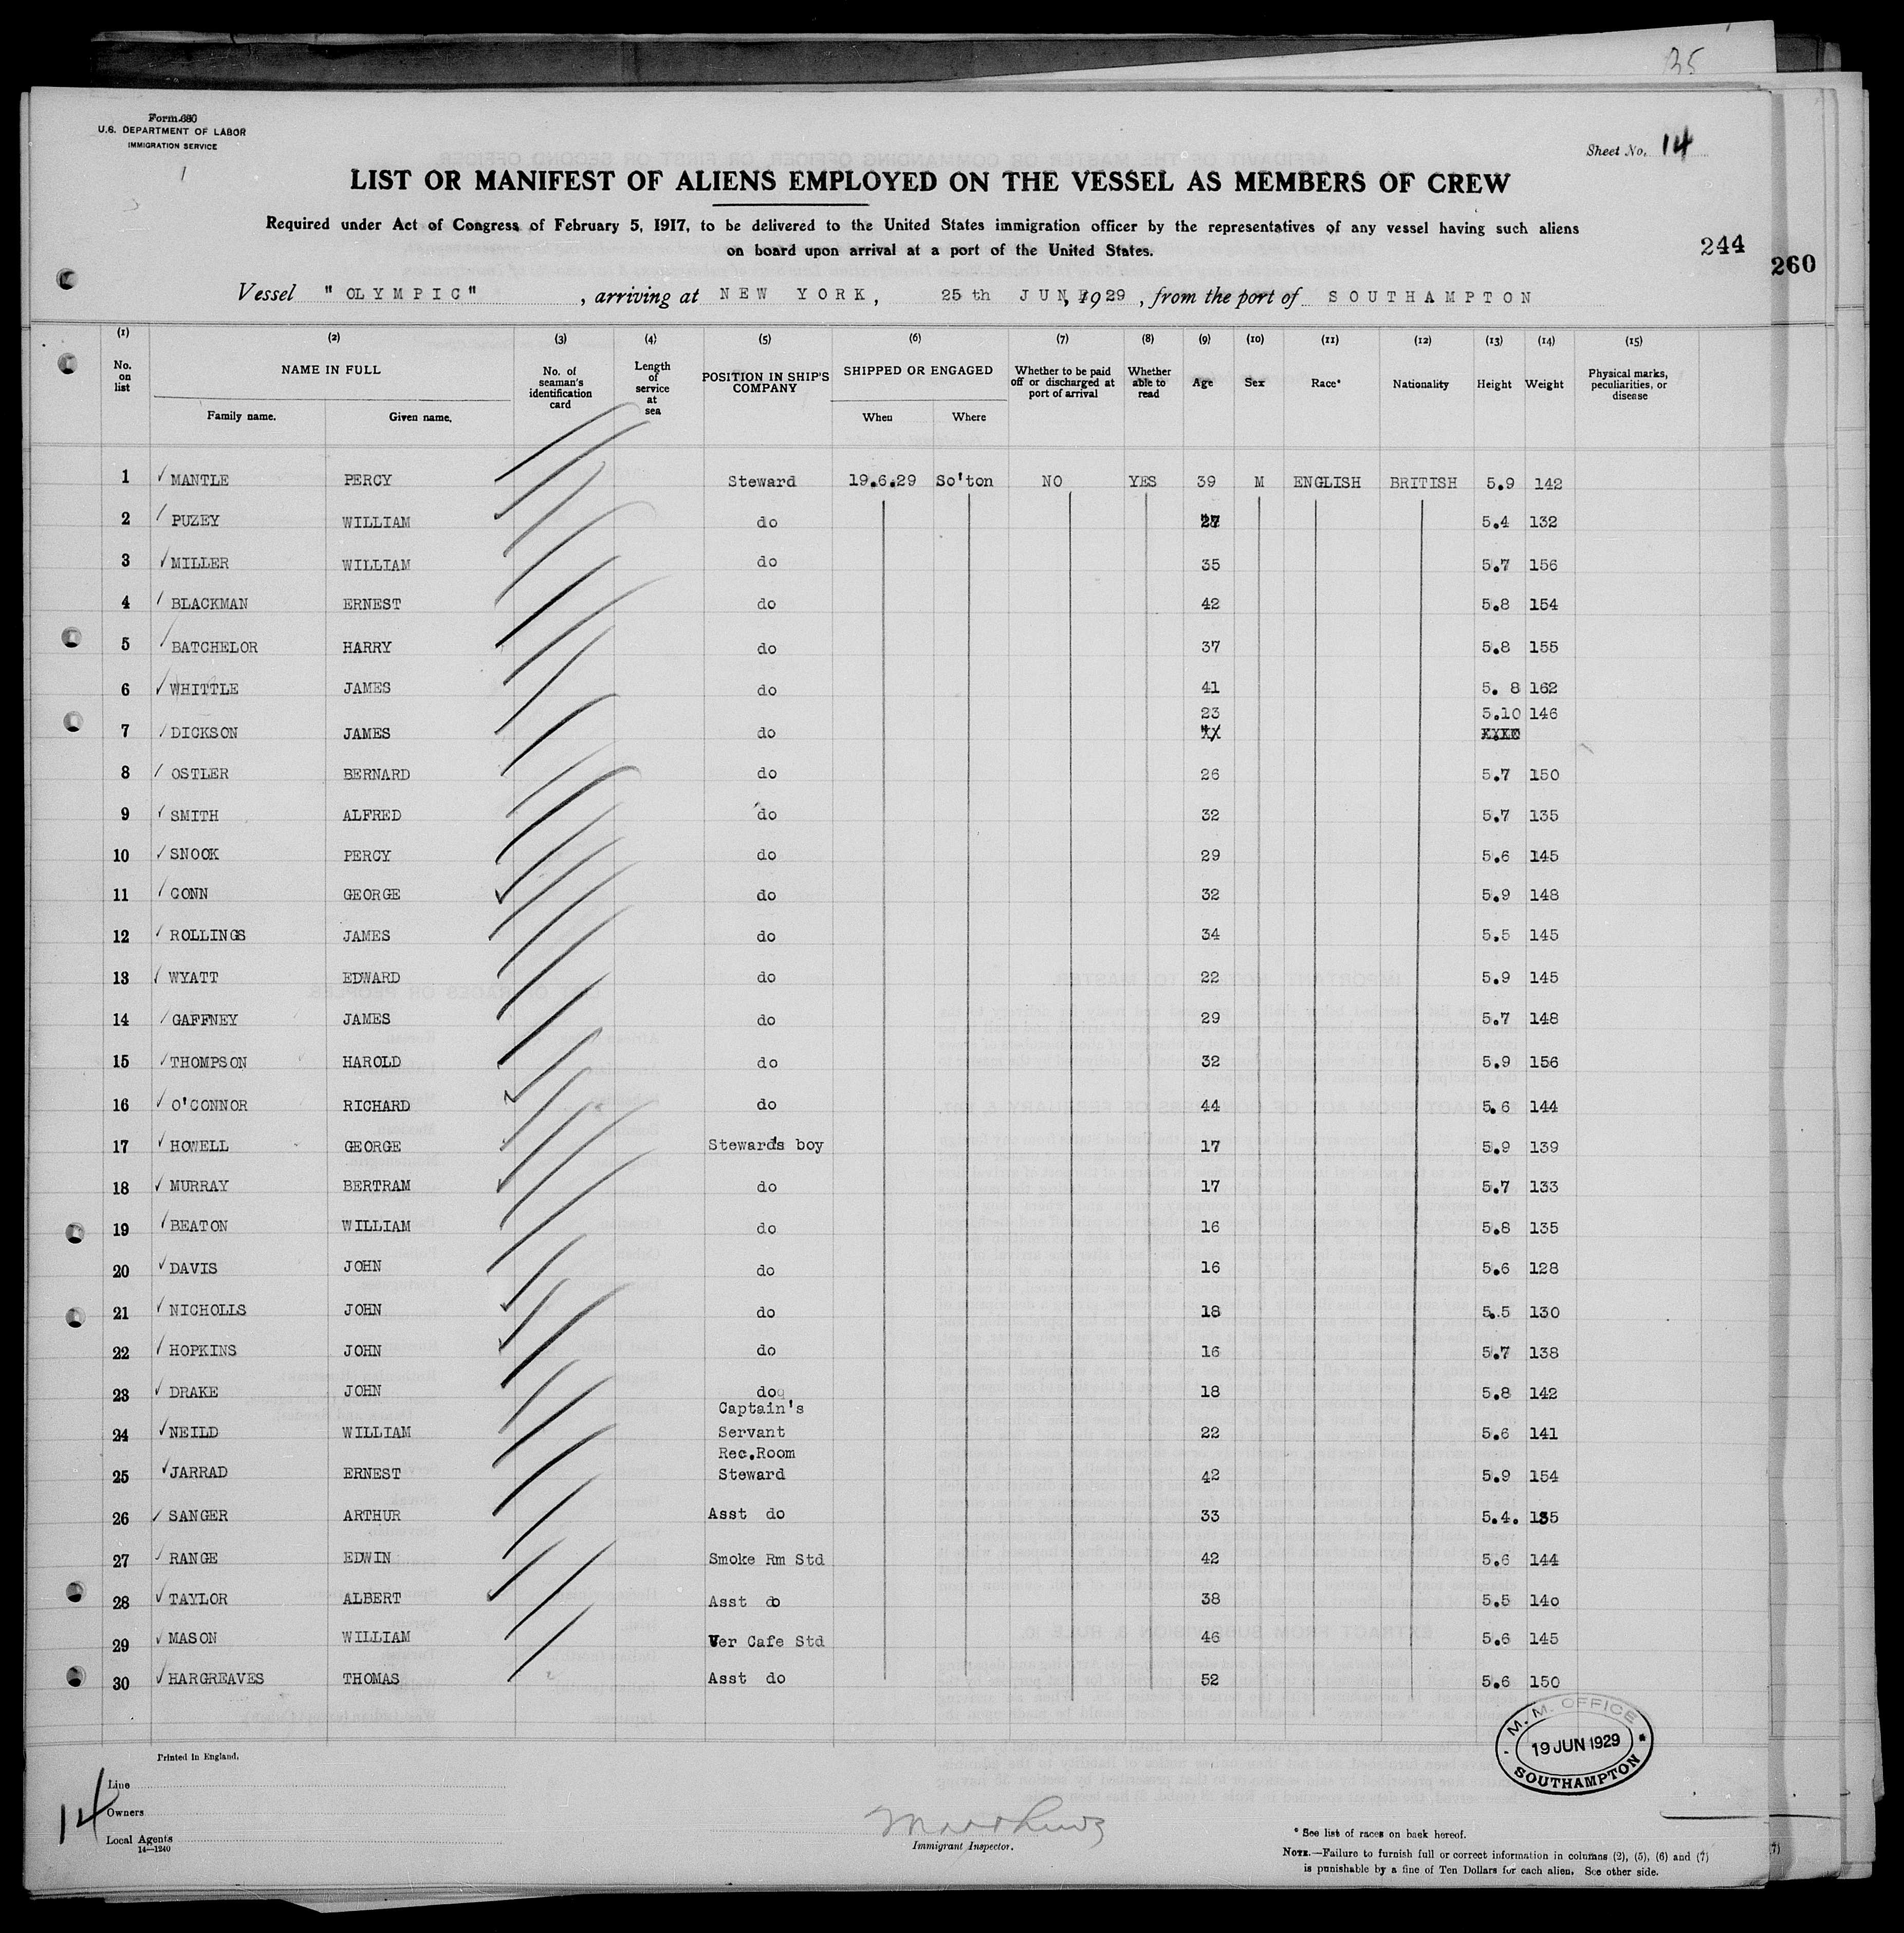 35
Form 680
U.S. DEPARTMENT OF LABOR
IMMIGRATION SERVICE
1
Sheet No. 14
LIST OR MANIFEST OF ALIENS EMPLOYED ON THE VESSEL AS MEMBERS OF CREW
Required under Act of Congress of February 5, 1917, to be delivered to the United States immigration officer by the representatives of any vessel having such aliens
on board upon arrival at a port of the United States.
244
260
Vessel "OLYMPIC", arriving at NEW YORK, 25th JUNE, 1929, from the port of SOUTHAMPTON
(1) (2) (3) (4) (5) (6) (7) (8) (9) (10) (11) (12) (13) (14) (15)
No. on list NAME IN FULL Family name. Given name. No. of seaman's identification card Length of service at sea POSITION IN SHIP'S COMPANY SHIPPED OR ENGAGED When Where Whether to be paid off or discharged at port of arrival Whether able to read Age Sex Race* Nationality Height Weight Physical marks, peculiarities, or disease
1 MANTLE PERCY Steward 19.6.29 So'ton NO YES 39 M ENGLISH BRITISH 5.9 142
2 PUZEY WILLIAM do 5.4 132
3 MILLER WILLIAM do 35 5.7 156
4 BLACKMAN ERNEST do 42 5.8 154
5 BATCHELOR HARRY do 37 5.8 155
6 WHITTLE JAMES do 41 5. 8 162
7 DICKSON JAMES do 23 5.10 146
8 OSTLER BERNARD do 26 5.7 150
9 SMITH ALFRED do 32 5.7 135
10 SNOOK PERCY do 29 5.6 145
11 CONN GEORGE do 32 5.9 148
12 ROLLINGS JAMES do 34 5.5 145
13 WYATT EDWARD do 22 5.9 145
14 GAFFNEY JAMES do 29 5.7 148
15 THOMPSON HAROLD do 32 5.9 156
16 O'CONNOR RICHARD do 44 5.6 144
17 HOWELL GEORGE Steward's boy 17 5.9 139
18 MURRAY BERTRAM do 17 5.7 133
19 BEATON WILLIAM do 16 5.8 135
20 DAVIS JOHN do 16 5.6 128
21 NICHOLLS JOHN do 18 5.5 130
22 HOPKINS JOHN do 16 5.7 138
23 DRAKE JOHN do 18 5.8 142
24 NEILD WILLIAM Captain's Servant 22 5.6 141
25 JARRAD ERNEST Rec.Room Steward 42 5.9 154
26 SANGER ARTHUR Asst do 33 5.4. 135
27 RANGE EDWIN Smoke Rm Std 42 5.6 144
28 TAYLOR ALBERT Asst do 38 5.5 140
29 MASON WILLIAM Ver Cafe Std 46 5.6 145
30 HARGREAVES THOMAS Asst do 52 5.6 150
M. M. OFFICE
19 JUN 1929
SOUTHAMPTON
Printed in England.
14
Line
Owners
Local Agents
14—1240
Immigrant Inspector.
* See list of races on back hereof.
NOTE.—Failure to furnish full or correct information in columns (2), (5), (6) and (7)
is punishable by a fine of Ten Dollars for each alien. See other side.